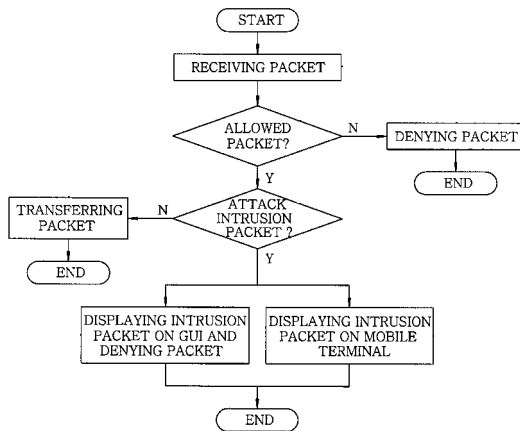 START
RECEIVING PACKET
ALLOWED
PACKET?
N
DENYING PACKET
END
Y
ATTACK
INTRUSION
PACKET ?
N
TRANSFERRING
PACKET
END
Y
DISPLAYING INTRUSION
PACKET ON GUI AND
DENYING PACKET
DISPLAYING INTRUSION
PACKET ON MOBILE
TERMINAL
END